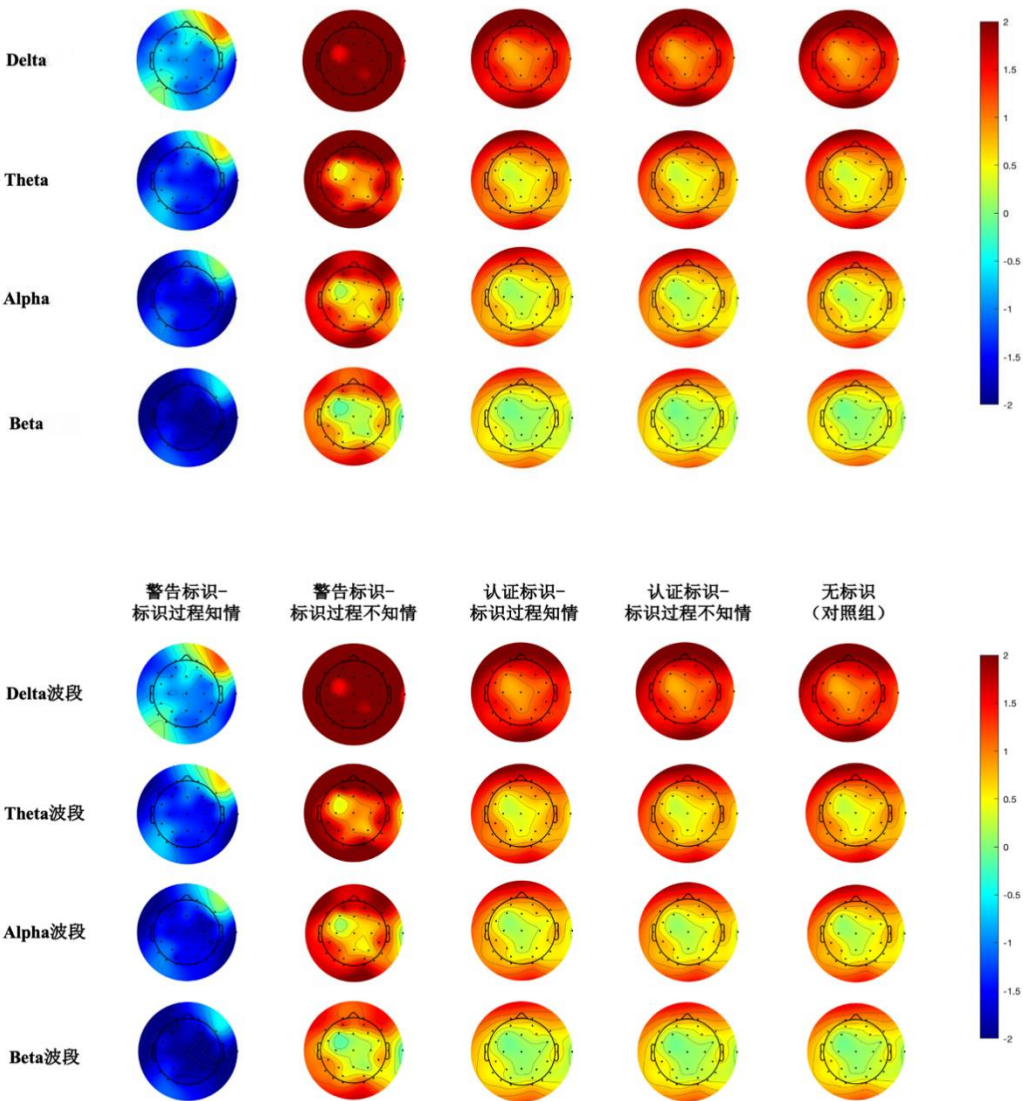 Delta
2
1.5
1
Theta
0.5
0
Alpha
-0.5
-1
Beta
-1.5
-2
警告标识-
标识过程知情
警告标识-
标识过程不知情
认证标识-
标识过程知情
认证标识-
标识过程不知情
无标识
(对照组)
Delta波段
2
1.5
1
Theta波段
0.5
0
Alpha波段
-0.5
-1
Beta波段
-1.5
-2